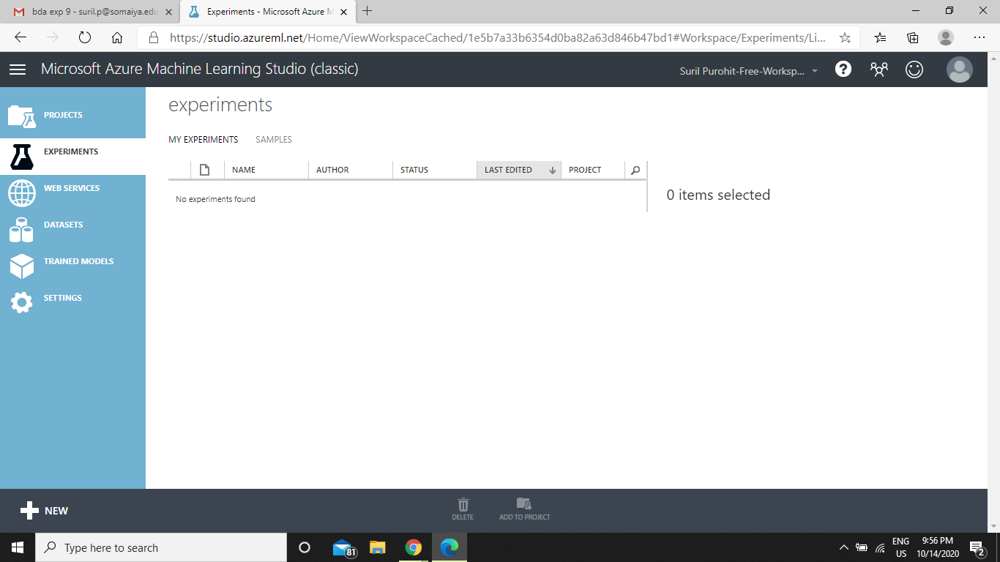 bda exp 9 - suril.p@somaiya.edu
Experiments - Microsoft Azure M
https://studio.azureml.net/Home/ViewWorkspaceCached/1e5b7a33b6354d0ba82a63d846b47bd1#Workspace/Experiments/Li...
Microsoft Azure Machine Learning Studio (classic)
Suril Purohit-Free-Worksp...
PROJECTS
EXPERIMENTS
WEB SERVICES
DATASETS
TRAINED MODELS
SETTINGS
experiments
MY EXPERIMENTS SAMPLES
NAME AUTHOR STATUS LAST EDITED PROJECT
No experiments found
0 items selected
NEW
DELETE
ADD TO PROJECT
Type here to search
81
ENG
US
9:56 PM
10/14/2020
2